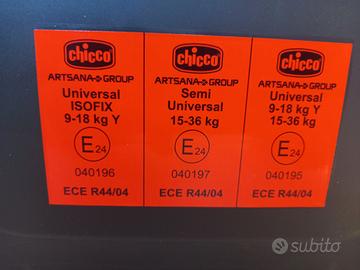 chicco
ARTSANA GROUP
Universal
ISOFIX
9-18 kg Y
E24
040196
ECE R44/04
chicco
ARTSANA GROUP
Semi
Universal
15-36 kg
E24
040197
ECE R44/04
chicco
ARTSANA GROUP
Universal
9-18 kg Y
15-36 kg
E24
040195
ECE R44/04
subito